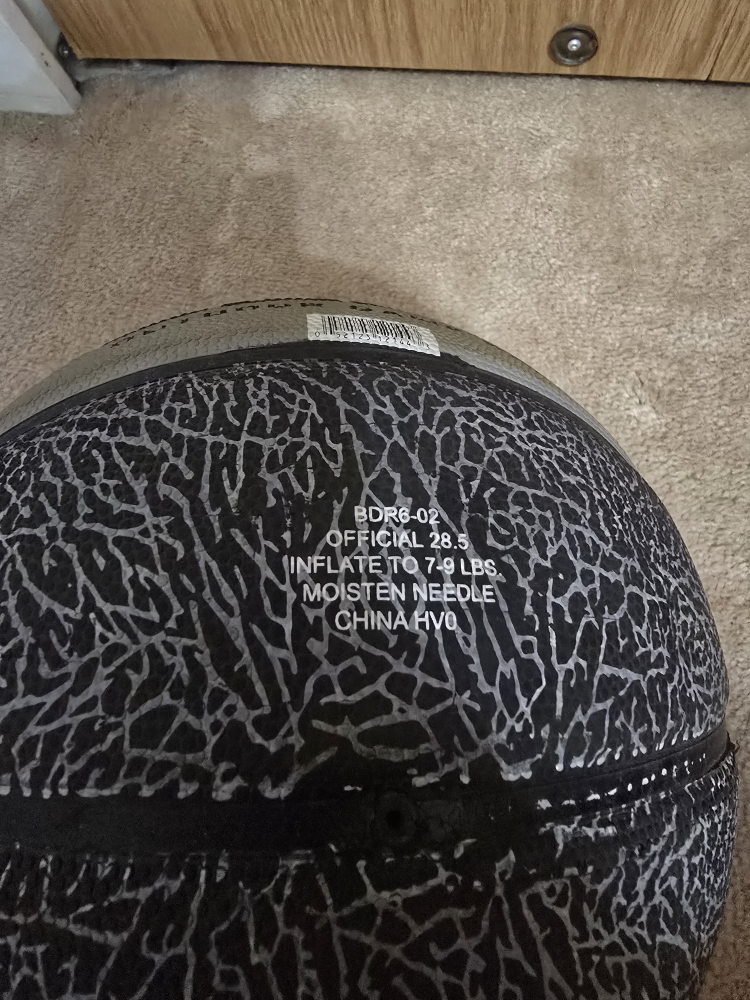 BDR6-02
OFFICIAL 28.5
INFLATE TO 7-9 LBS.
MOISTEN NEEDLE
CHINA HV0